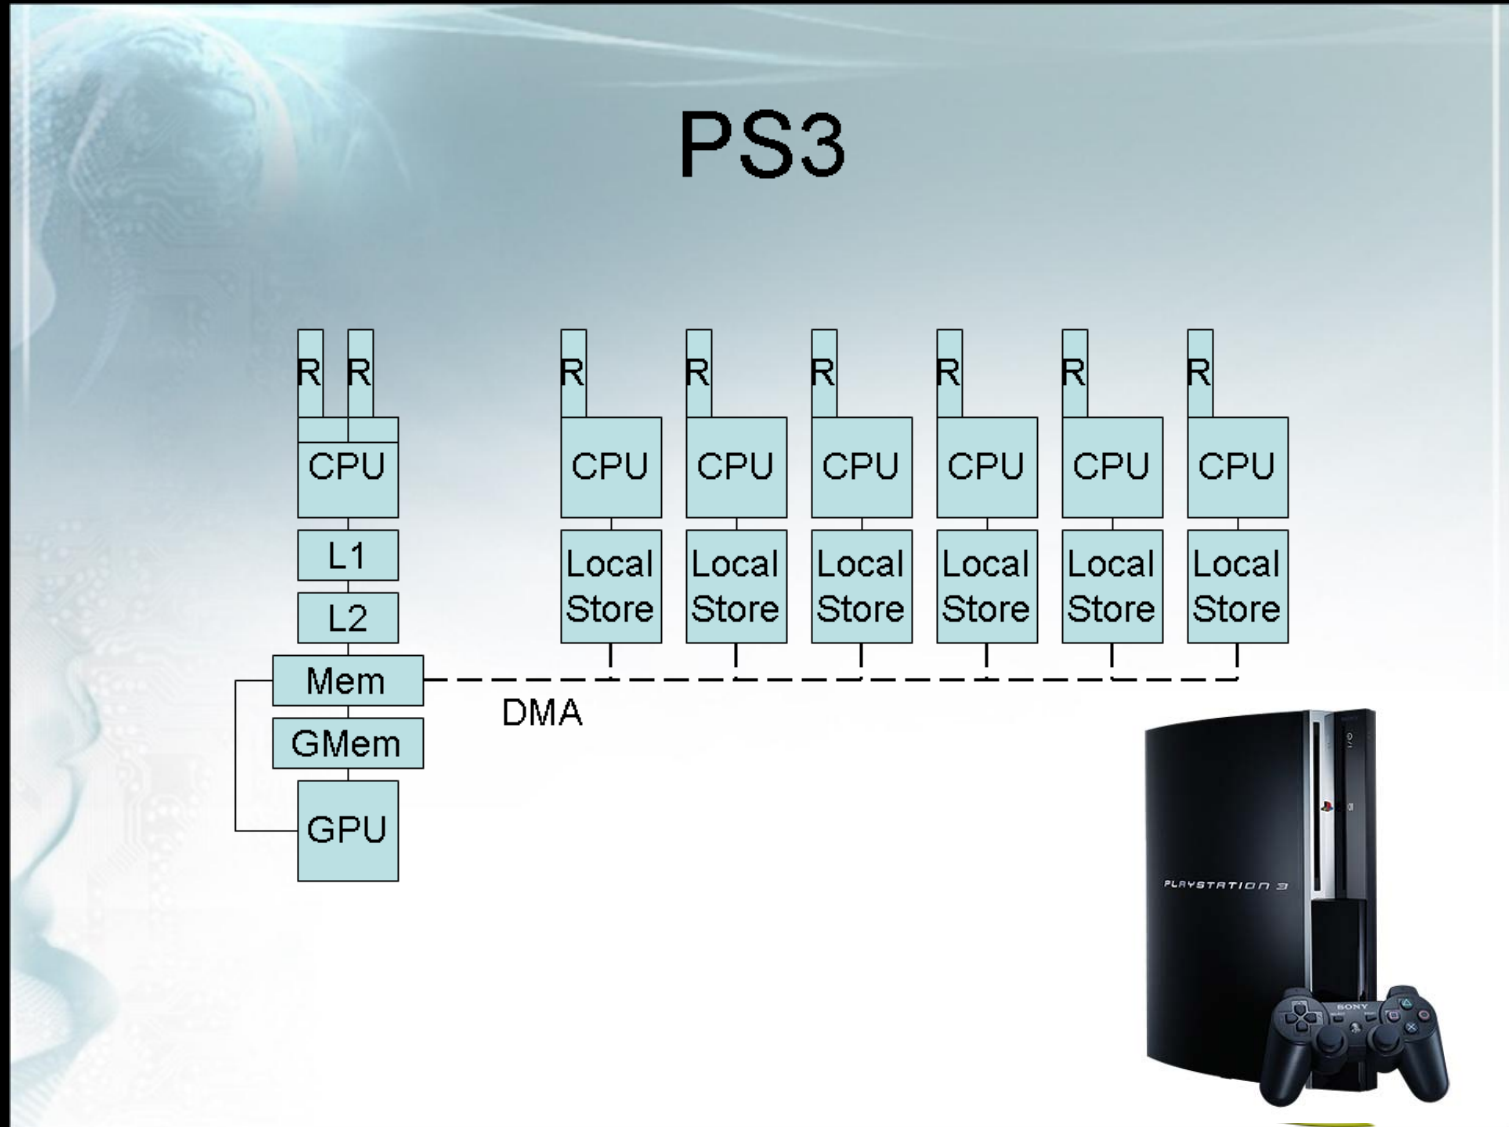 PS3
R R R R R R R R
CPU CPU CPU CPU CPU CPU CPU
L1 Local Local Local Local Local Local
L2 Store Store Store Store Store Store
Mem
DMA
GMem
GPU
PLAYSTATION 3
SONY